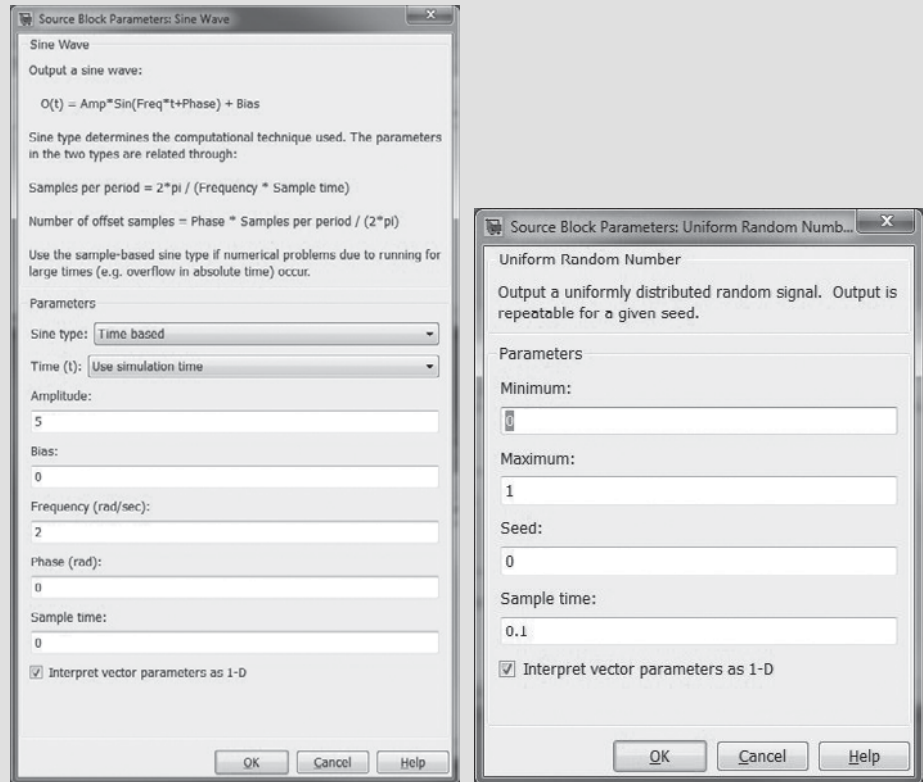 Source Block Parameters: Sine Wave
Sine Wave
Output a sine wave:
O(t) = Amp*Sin(Freq*t+Phase) + Bias
Sine type determines the computational technique used. The parameters
in the two types are related through:
Samples per period = 2*pi / (Frequency * Sample time)
Number of offset samples = Phase * Samples per period / (2*pi)
Use the sample-based sine type if numerical problems due to running for
large times (e.g. overflow in absolute time) occur.
Parameters
Sine type: Time based
Time (t): Use simulation time
Amplitude:
5
Bias:
0
Frequency (rad/sec):
2
Phase (rad):
0
Sample time:
0
Interpret vector parameters as 1-D
OK Cancel Help
Source Block Parameters: Uniform Random Numb...
Uniform Random Number
Output a uniformly distributed random signal. Output is
repeatable for a given seed.
Parameters
Minimum:
0
Maximum:
1
Seed:
0
Sample time:
0.1
Interpret vector parameters as 1-D
OK Cancel Help